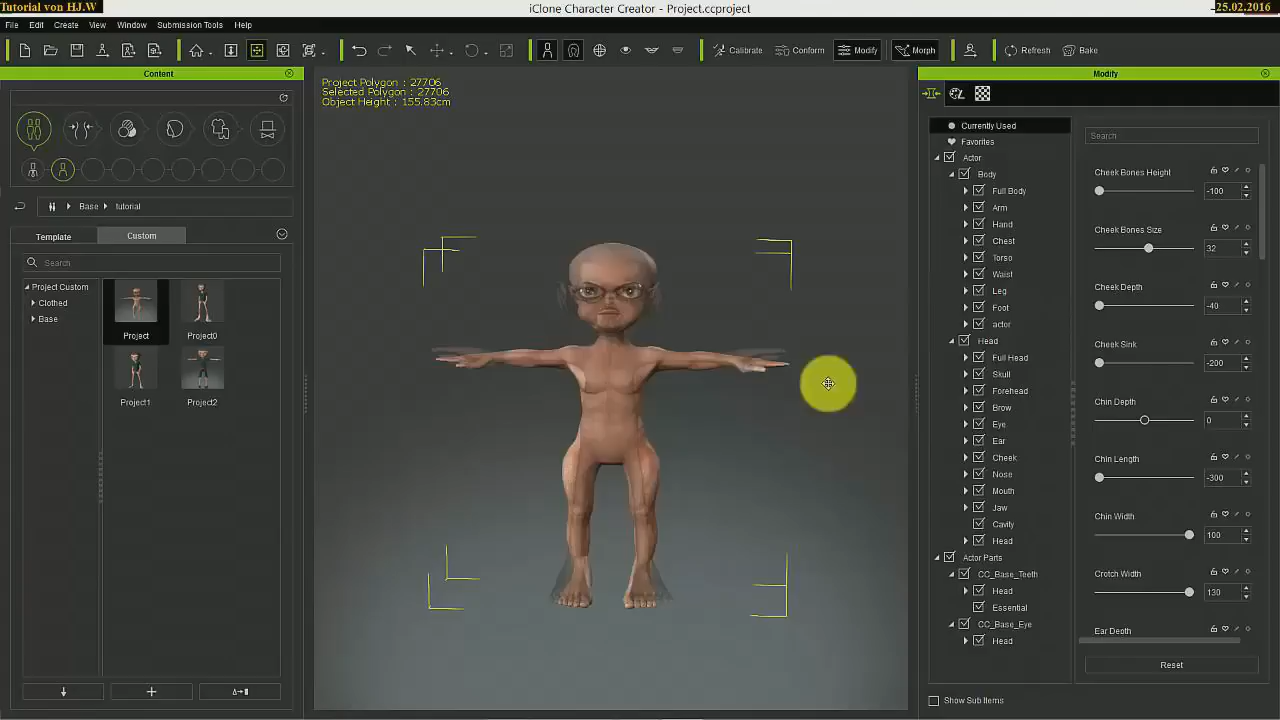 Tutorial von HJ.W
iClone Character Creator - Project.ccproject
25.02.2016
File Edit Create View Window Submission Tools Help
Calibrate Conform Modify Morph Refresh Bake
Content
Base tutorial
Template Custom
Search
Project Custom
Clothed
Base
Project
Project0
Project1
Project2
Project Polygon : 27706
Selected Polygon : 27706
Object Height : 155.83cm
Modify
Currently Used
Favorites
Actor
Body
Full Body
Arm
Hand
Chest
Torso
Waist
Leg
Foot
actor
Head
Full Head
Skull
Forehead
Brow
Eye
Ear
Cheek
Nose
Mouth
Jaw
Cavity
Head
Actor Parts
CC_Base_Teeth
Head
Essential
CC_Base_Eye
Head
Show Sub Items
Search
Cheek Bones Height
-100
Cheek Bones Size
32
Cheek Depth
-40
Cheek Sink
-200
Chin Depth
0
Chin Length
-300
Chin Width
100
Crotch Width
130
Ear Depth
Reset